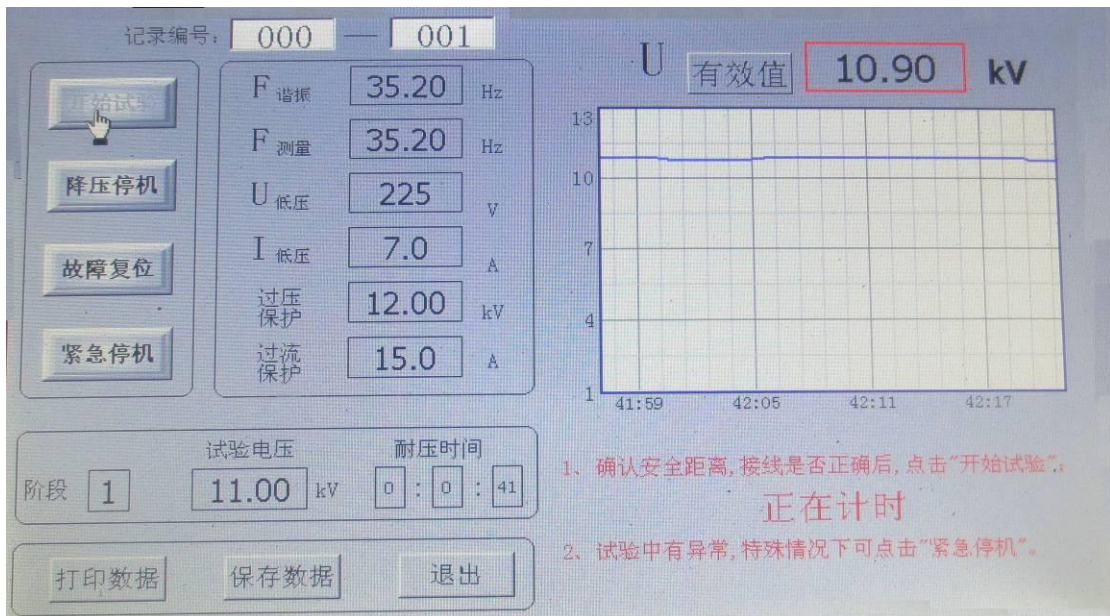 记录编号: 000 — 001
U 有效值 10.90 kV
开始试验
降压停机
故障复位
紧急停机
F 谐振 35.20 Hz
F 测量 35.20 Hz
U 低压 225 V
I 低压 7.0 A
过压保护 12.00 kV
过流保护 15.0 A
13
10
7
4
1
41:59 42:05 42:11 42:17
试验电压 耐压时间
阶段 1 11.00 kV 0 : 0 : 41
1、确认安全距离,接线是否正确后,点击"开始试验";
正在计时
2、试验中有异常,特殊情况下可点击"紧急停机"。
打印数据 保存数据 退出